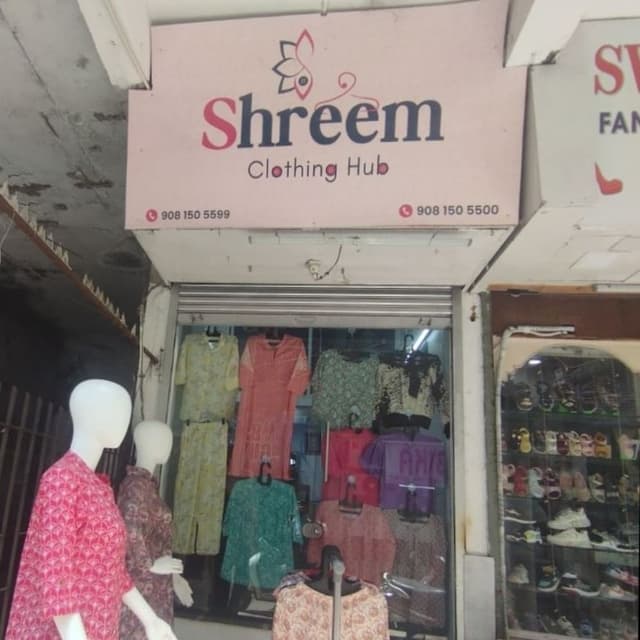 Shreem
Clothing Hub
908 150 5599
908 150 5500
SW
FAN